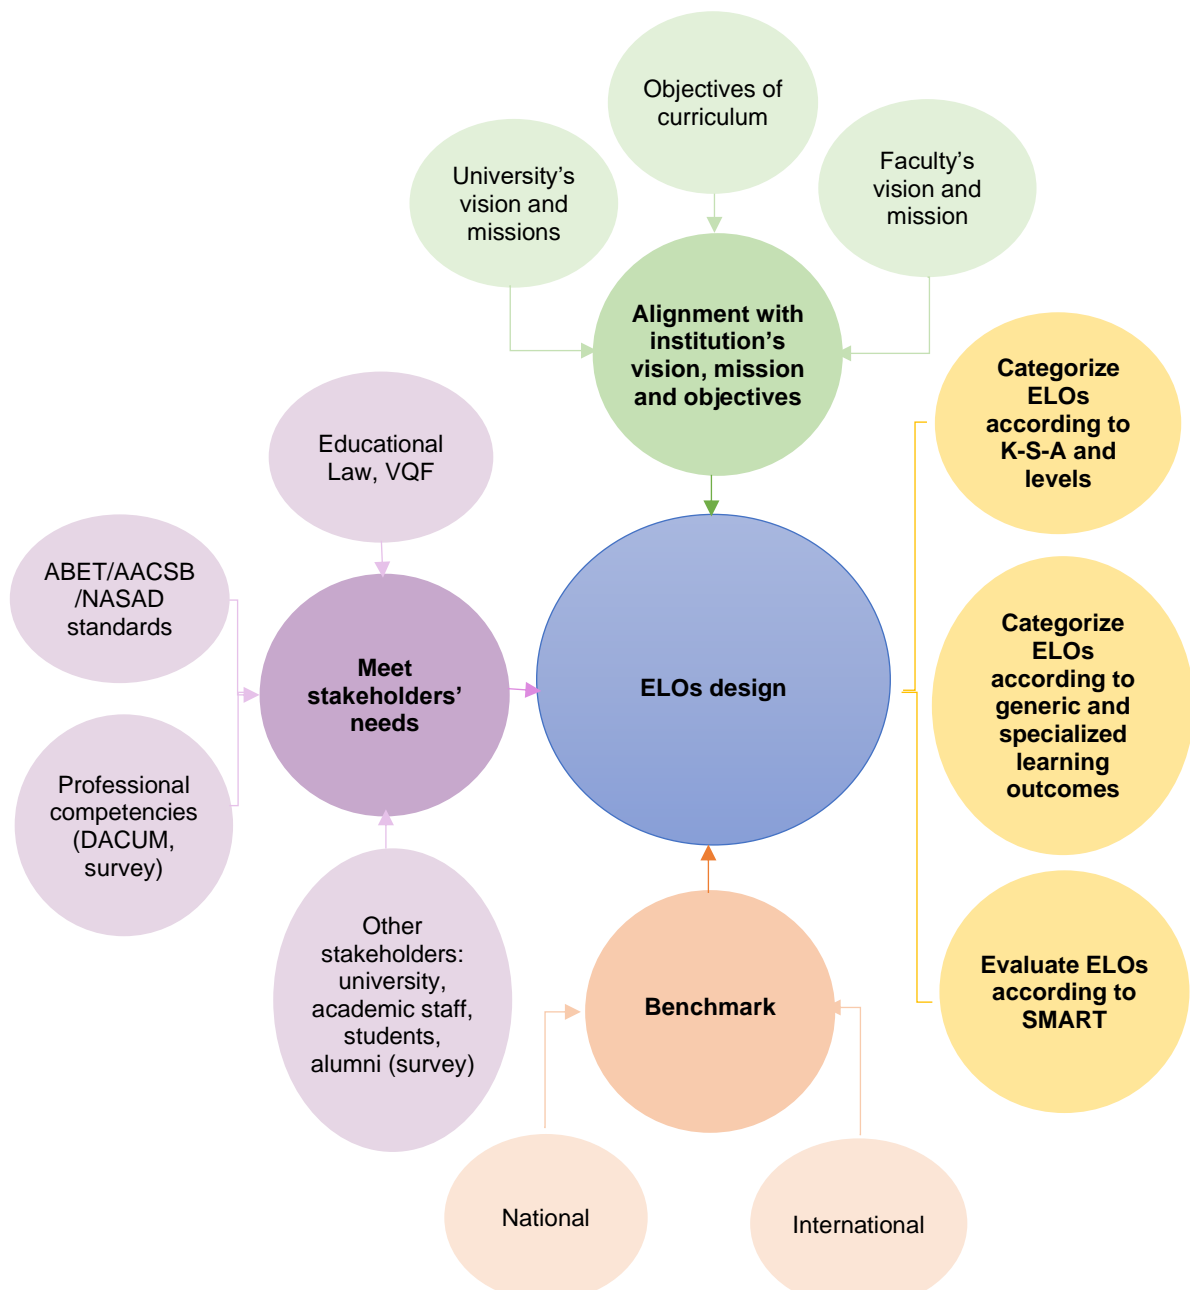 Objectives of
curriculum
University’s
vision and
missions
Faculty’s
vision and
mission
Alignment with
institution’s
vision, mission
and objectives
Categorize
ELOs
according to
K-S-A and
levels
Educational
Law, VQF
ABET/AACSB
/NASAD
standards
Meet
stakeholders’
needs
ELOs design
Categorize
ELOs
according to
generic and
specialized
learning
outcomes
Professional
competencies
(DACUM,
survey)
Other
stakeholders:
university,
academic staff,
students,
alumni (survey)
Benchmark
Evaluate ELOs
according to
SMART
National
International